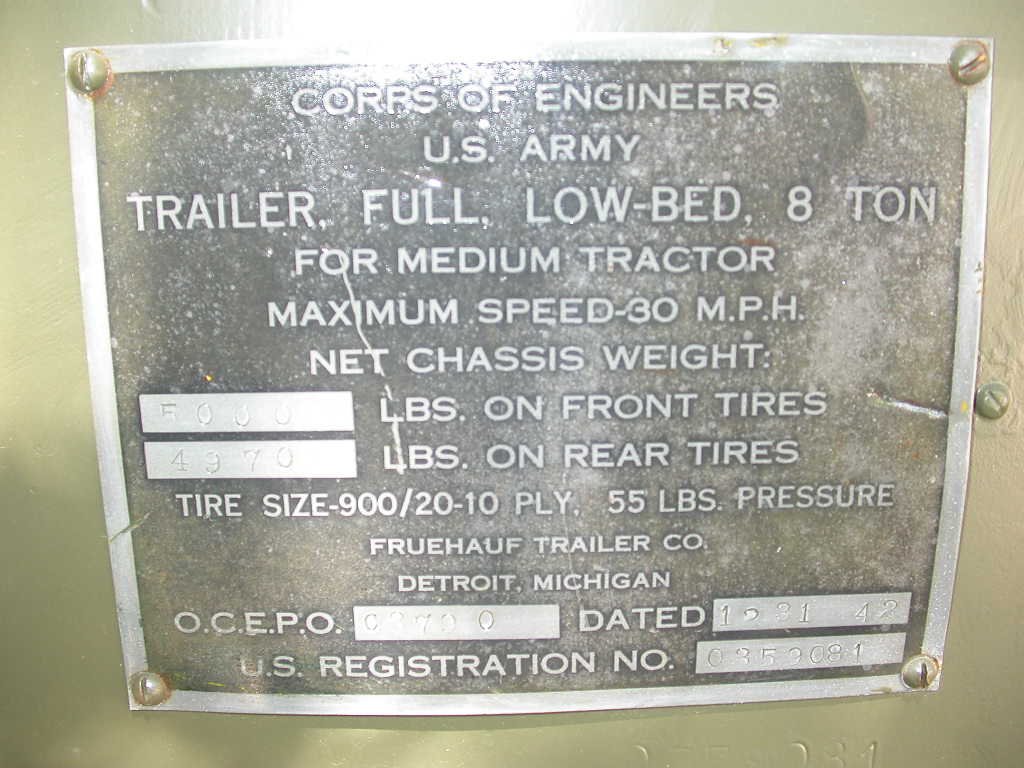 CORPS OF ENGINEERS
U.S. ARMY
TRAILER, FULL, LOW-BED, 8 TON
FOR MEDIUM TRACTOR
MAXIMUM SPEED-30 M.P.H.
NET CHASSIS WEIGHT:
5000 LBS. ON FRONT TIRES
4970 LBS. ON REAR TIRES
TIRE SIZE-900/20-10 PLY, 55 LBS. PRESSURE
FRUEHAUF TRAILER CO.
DETROIT, MICHIGAN
O.C.E.P.O. DATED
U.S. REGISTRATION NO.